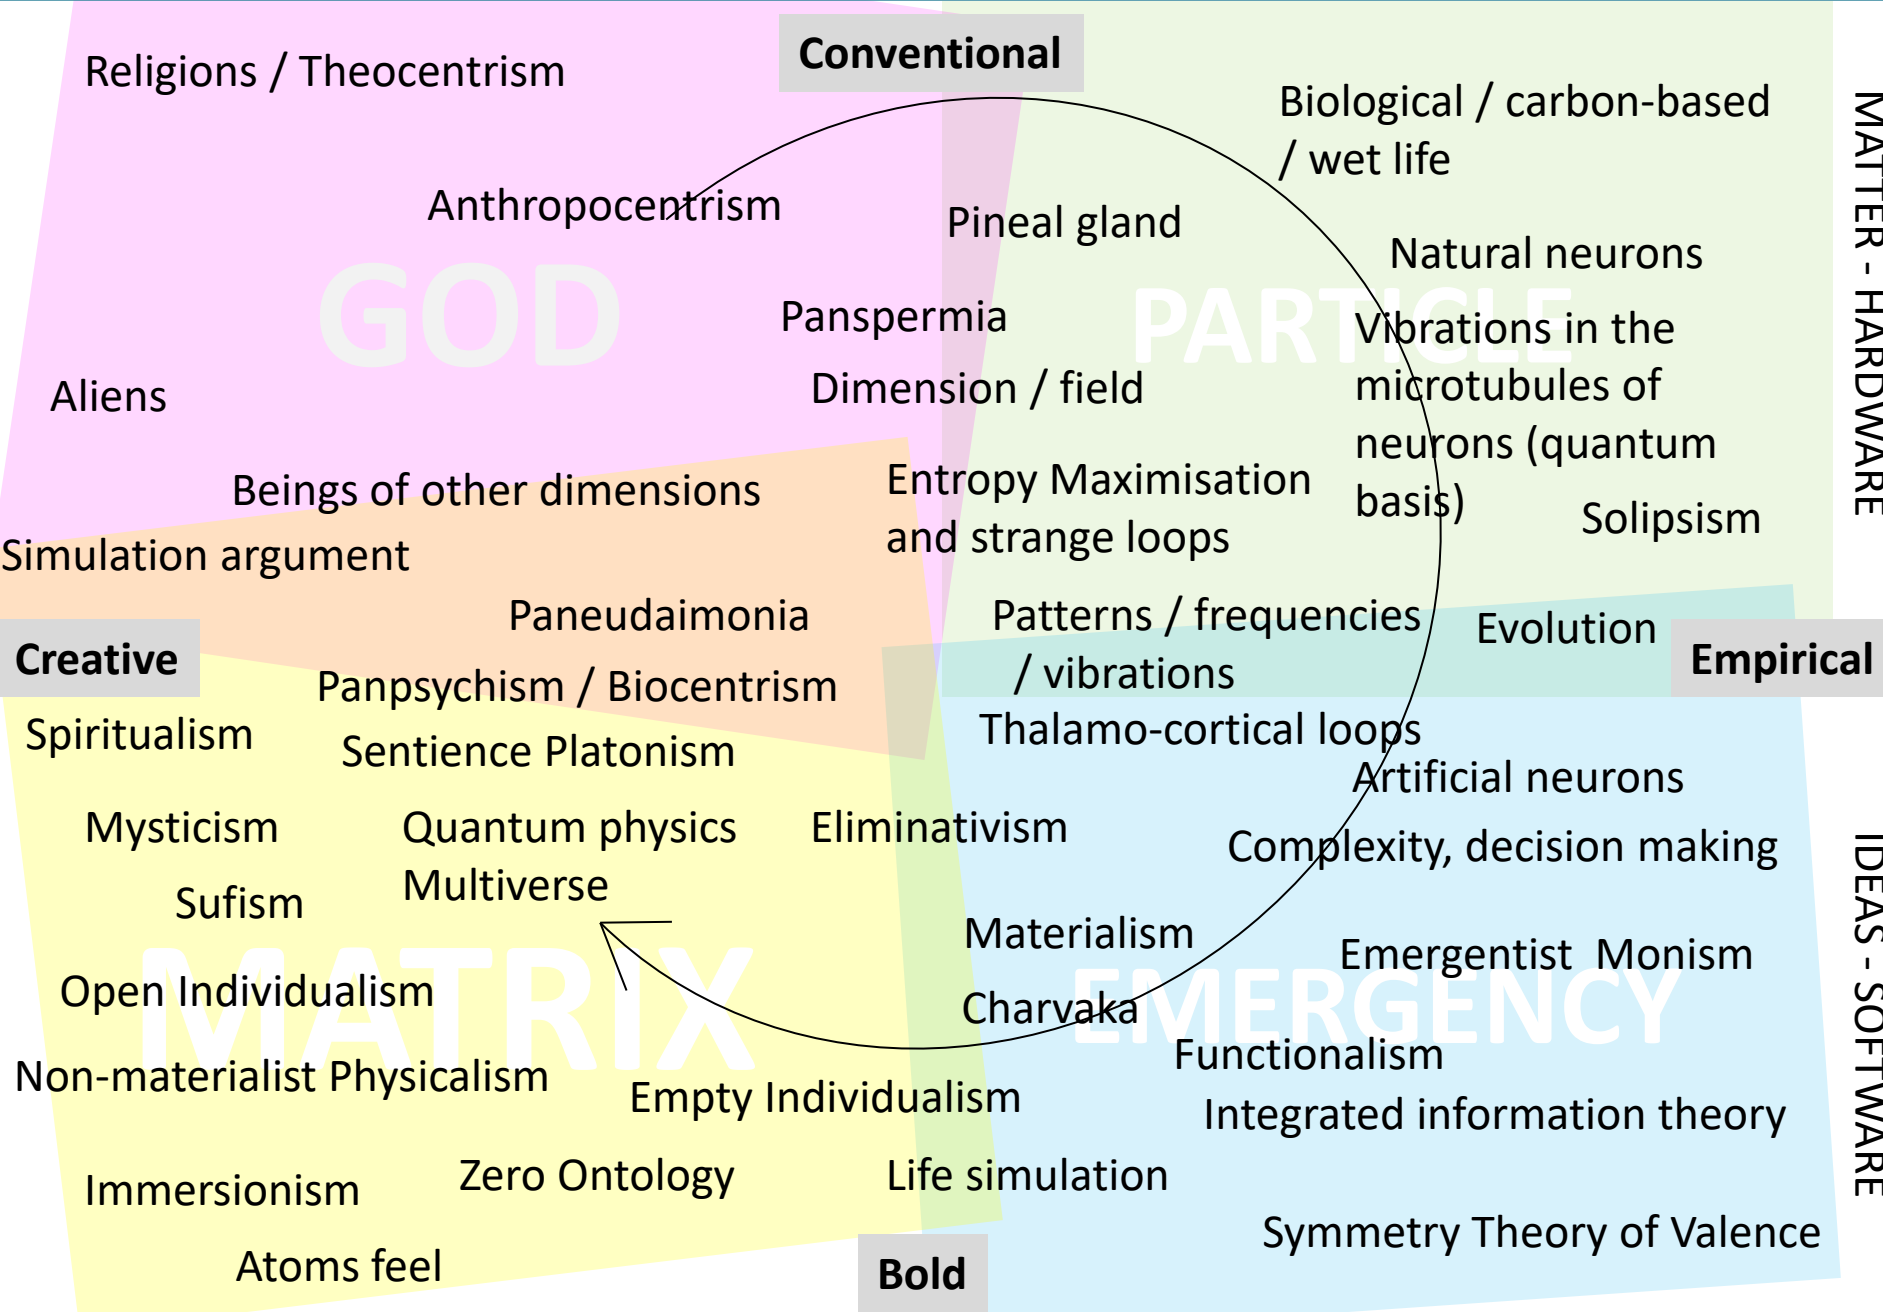 Conventional
Religions / Theocentrism
Biological / carbon-based
/ wet life
MATTER - HARDWARE
Anthropocentrism
Pineal gland
Natural neurons
GOD
PARTICLE
Panspermia
Vibrations in the
microtubules of
neurons (quantum
basis)
Dimension / field
Aliens
Beings of other dimensions
Entropy Maximisation
and strange loops
Solipsism
Simulation argument
Paneudaimonia
Patterns / frequencies
/ vibrations
Evolution
Creative
Empirical
Panpsychism / Biocentrism
Spiritualism
Sentience Platonism
Thalamo-cortical loops
Artificial neurons
Mysticism
Quantum physics
Multiverse
Eliminativism
Complexity, decision making
IDEAS - SOFTWARE
Sufism
Materialism
Emergentist  Monism
MATRIX
EMERGENCY
Open Individualism
Charvaka
Functionalism
Non-materialist Physicalism
Empty Individualism
Integrated information theory
Immersionism
Zero Ontology
Life simulation
Symmetry Theory of Valence
Atoms feel
Bold